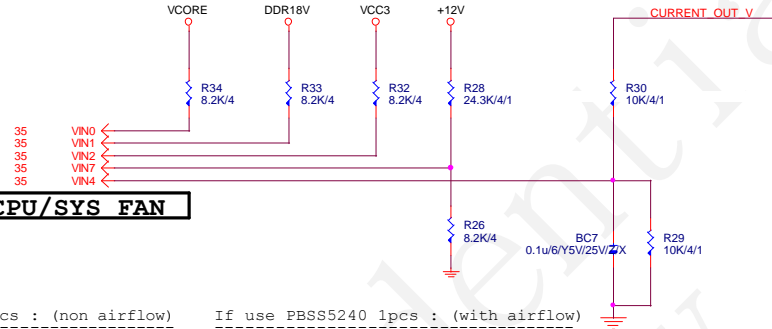 VCORE DDR18V VCC3 +12V
CURRENT_OUT_V
R34
8.2K/4
R33
8.2K/4
R32
8.2K/4
R28
24.3K/4/1
R30
10K/4/1
35 VIN0
35 VIN1
35 VIN2
35 VIN7
35 VIN4
CPU/SYS FAN
R26
8.2K/4
BC7
0.1u/6/Y5V/25V/Z/X
R29
10K/4/1
cs : (non airflow) If use PBSS5240 1pcs : (with airflow)